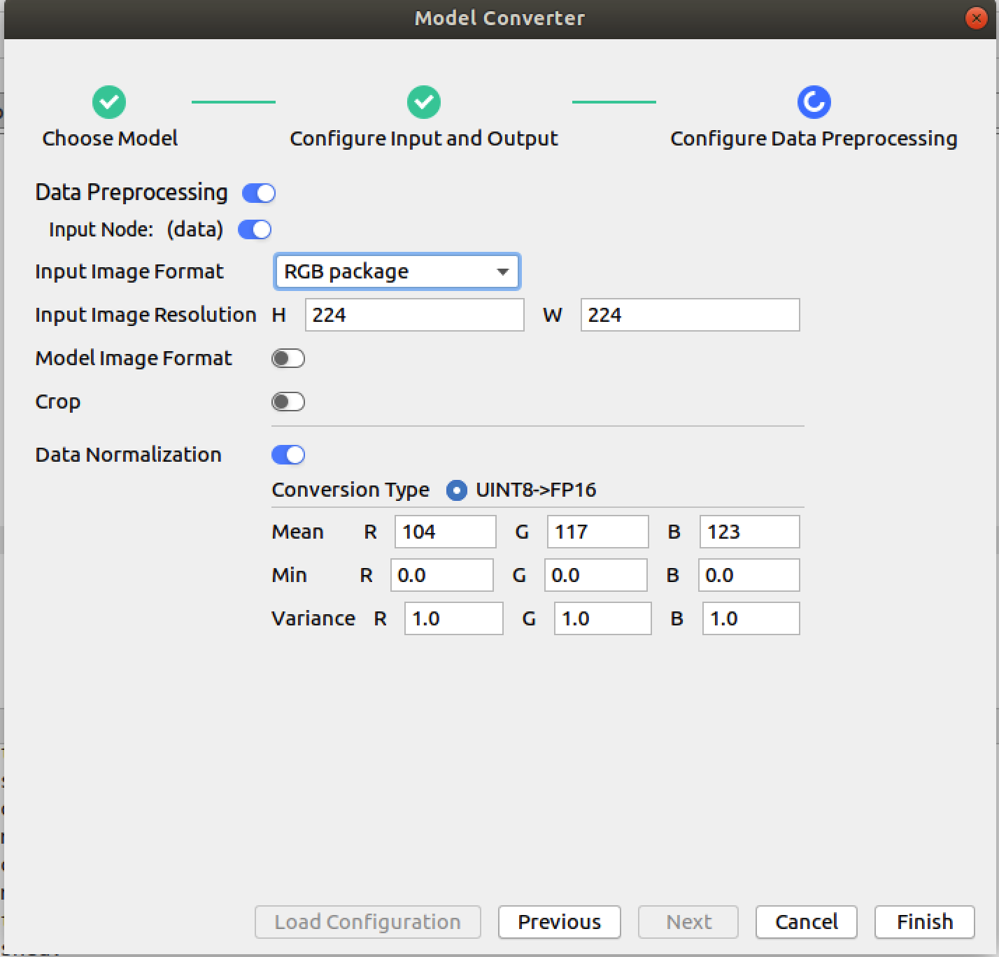 Model Converter
Choose Model Configure Input and Output Configure Data Preprocessing
Data Preprocessing
Input Node: (data)
Input Image Format RGB package
Input Image Resolution H 224 W 224
Model Image Format
Crop
Data Normalization
Conversion Type UINT8->FP16
Mean R 104 G 117 B 123
Min R 0.0 G 0.0 B 0.0
Variance R 1.0 G 1.0 B 1.0
Load Configuration Previous Next Cancel Finish